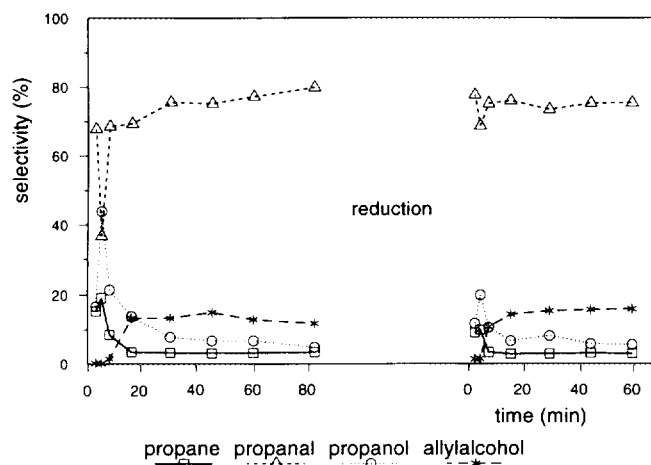 100
80
60
40
20
0
selectivity (%)
reduction
0 20 40 60 80 0 20 40 60
time (min)
propane propanal propanol allylalcohol